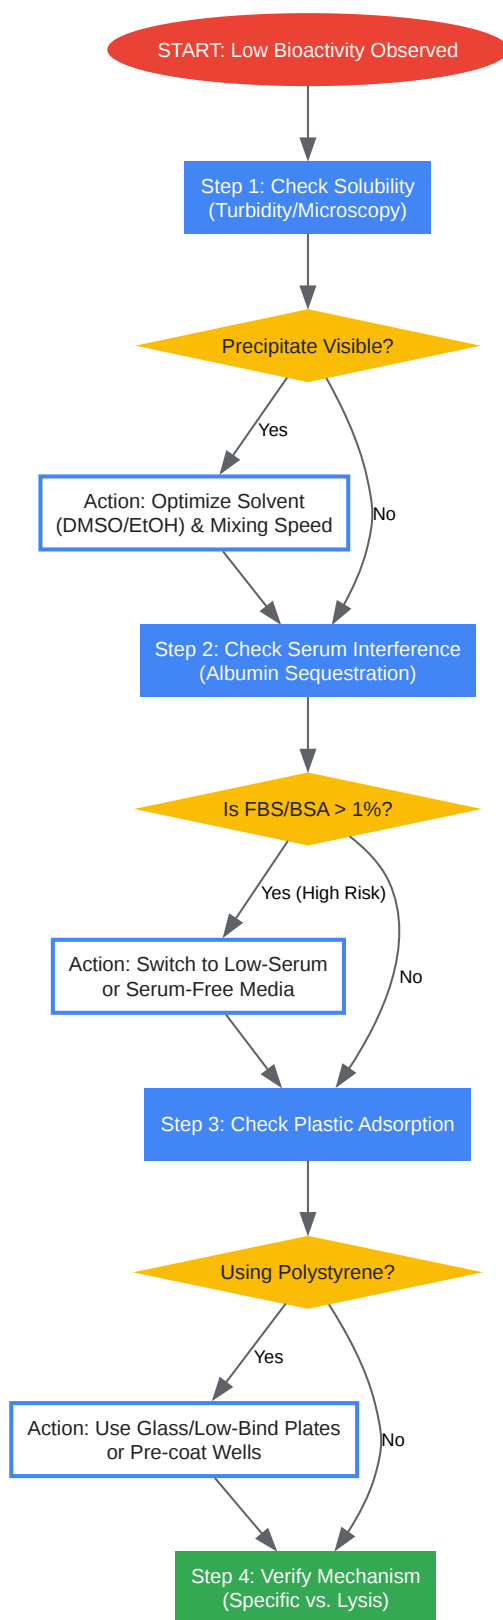 START: Low Bioactivity Observed
Step 1: Check Solubility
(Turbidity/Microscopy)
Precipitate Visible?
Yes
Action: Optimize Solvent
(DMSO/EtOH) & Mixing Speed
No
Step 2: Check Serum Interference
(Albumin Sequestration)
Is FBS/BSA > 1%?
Yes (High Risk)
Action: Switch to Low-Serum
or Serum-Free Media
No
Step 3: Check Plastic Adsorption
Using Polystyrene?
Yes
Action: Use Glass/Low-Bind Plates
or Pre-coat Wells
No
Step 4: Verify Mechanism
(Specific vs. Lysis)